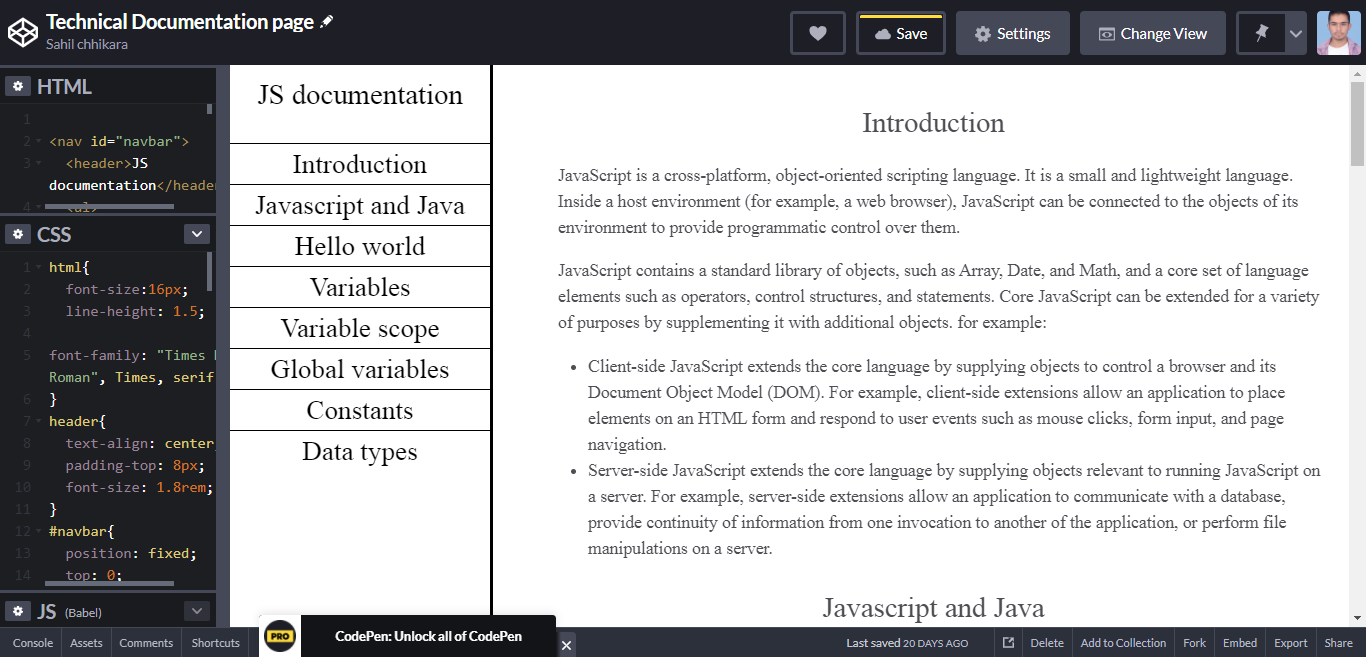 Technical Documentation page
Sahil chhikara
Save
Settings
Change View
HTML
1
2 <nav id="navbar">
3 <header>JS
documentation</heade
4 <ul>
CSS
1 html{
2 font-size:16px;
3 line-height: 1.5;
4
5 font-family: "Times
Roman", Times, serif
6 }
7 header{
8 text-align: center
9 padding-top: 8px;
10 font-size: 1.8rem;
11 }
12 #navbar{
13 position: fixed;
14 top: 0;
JS (Babel)
JS documentation
Introduction
Javascript and Java
Hello world
Variables
Variable scope
Global variables
Constants
Data types
Introduction
JavaScript is a cross-platform, object-oriented scripting language. It is a small and lightweight language.
Inside a host environment (for example, a web browser), JavaScript can be connected to the objects of its
environment to provide programmatic control over them.
JavaScript contains a standard library of objects, such as Array, Date, and Math, and a core set of language
elements such as operators, control structures, and statements. Core JavaScript can be extended for a variety
of purposes by supplementing it with additional objects. for example:
• Client-side JavaScript extends the core language by supplying objects to control a browser and its
Document Object Model (DOM). For example, client-side extensions allow an application to place
elements on an HTML form and respond to user events such as mouse clicks, form input, and page
navigation.
• Server-side JavaScript extends the core language by supplying objects relevant to running JavaScript on
a server. For example, server-side extensions allow an application to communicate with a database,
provide continuity of information from one invocation to another of the application, or perform file
manipulations on a server.
Javascript and Java
Console
Assets
Comments
Shortcuts
PRO
CodePen: Unlock all of CodePen
Last saved 20 DAYS AGO
Delete
Add to Collection
Fork
Embed
Export
Share